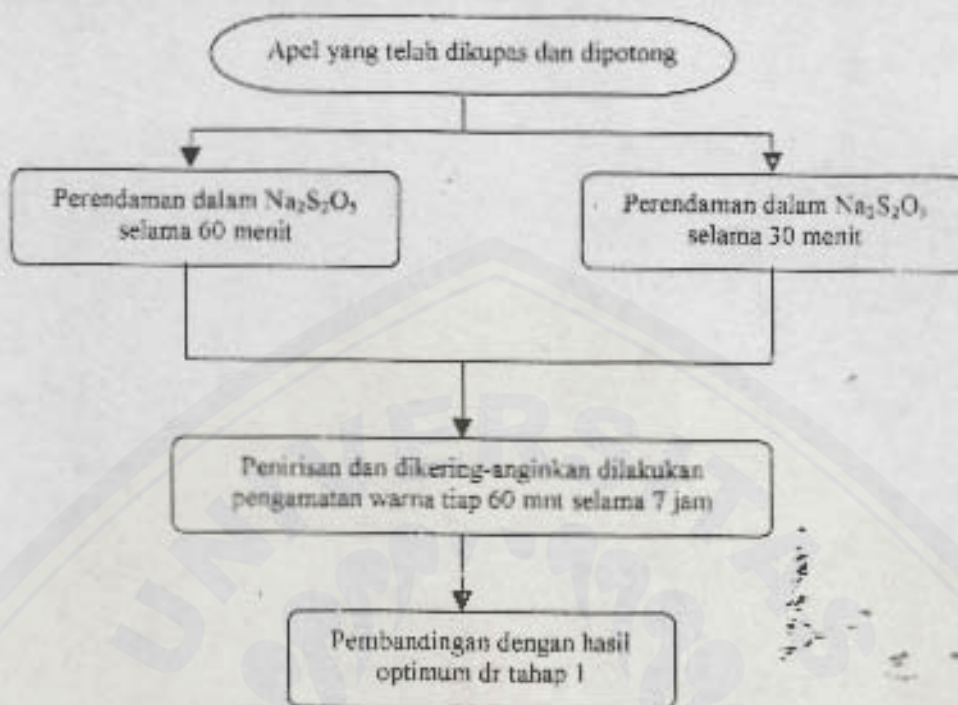 Apel yang telah dikupas dan dipotong
Perendaman dalam Na₂S₂O₅
selama 60 menit
Perendaman dalam Na₂S₂O₅
selama 30 menit
Penirisan dan dikering-anginkan dilakukan
pengamatan warna tiap 60 mnt selama 7 jam
Pembandingan dengan hasil
optimum dr tahap 1
UNIVERSITAS